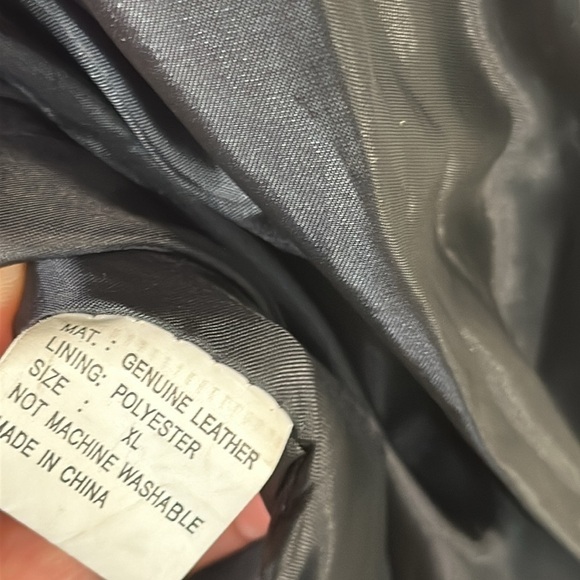 MAT. : GENUINE LEATHER
LINING: POLYESTER
SIZE : XL
NOT MACHINE WASHABLE
MADE IN CHINA